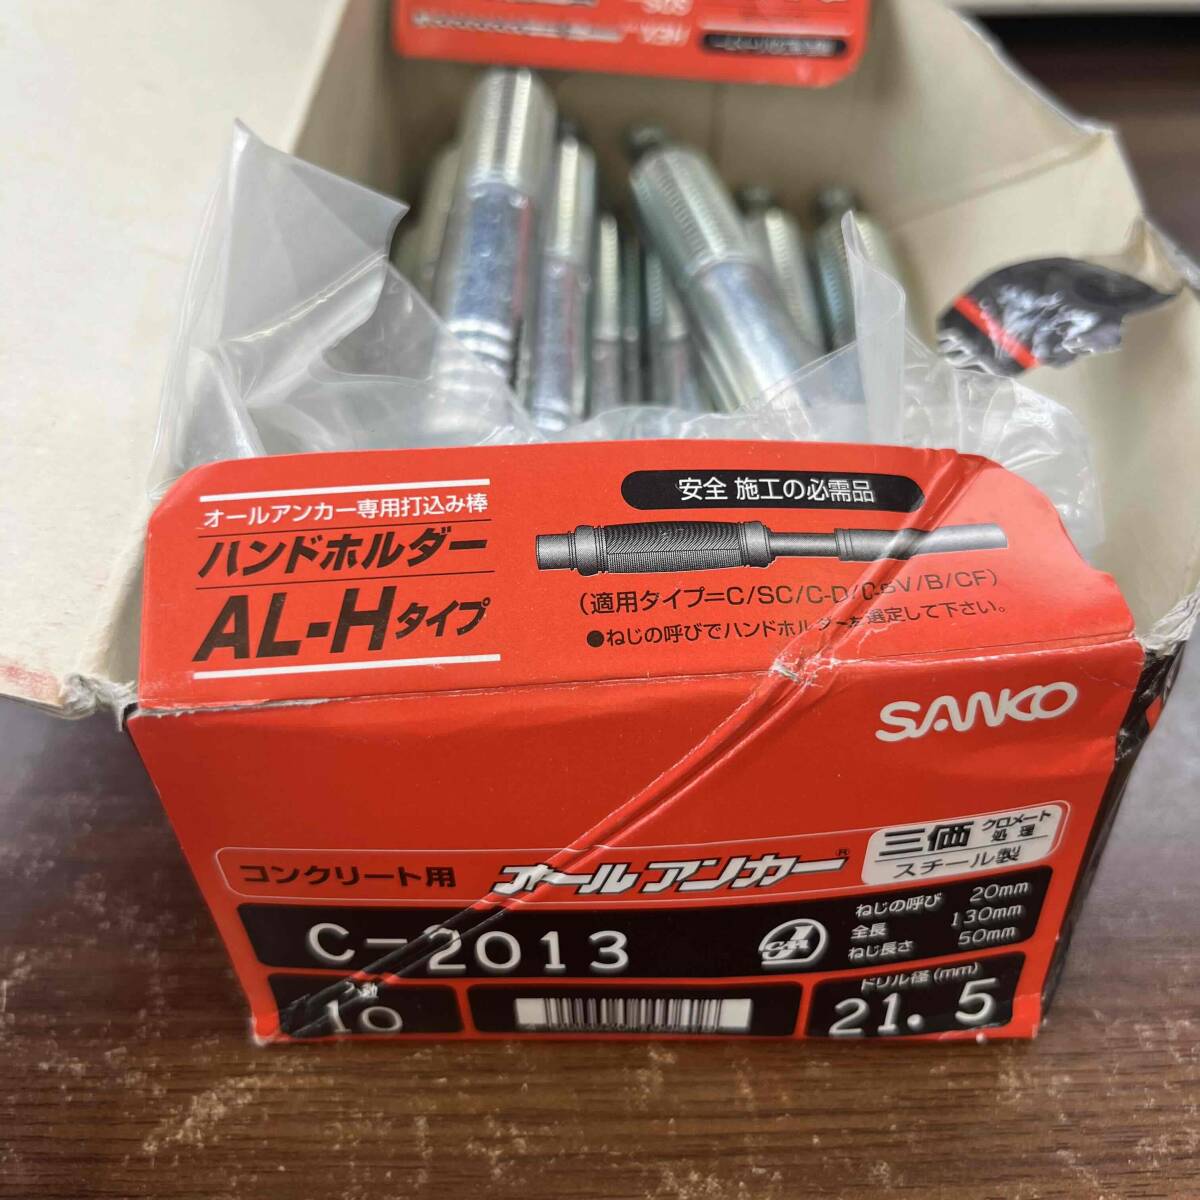 オールアンカー専用打込み棒
ハンドホルダー
AL-Hタイプ
安全 施工の必需品
(適用タイプ=C/SC/C-D/C8V/B/CF)
●ねじの呼びでハンドホルダーを選定して下さい。
SANKO
コンクリート用 オールアンカー®
三価 クロメート処理
スチール製
C-2013
ねじの呼び 20mm
全長 130mm
ねじ長さ 50mm
10
ドリル径(mm)
21.5